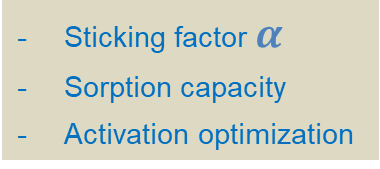 - Sticking factor α
- Sorption capacity
- Activation optimization